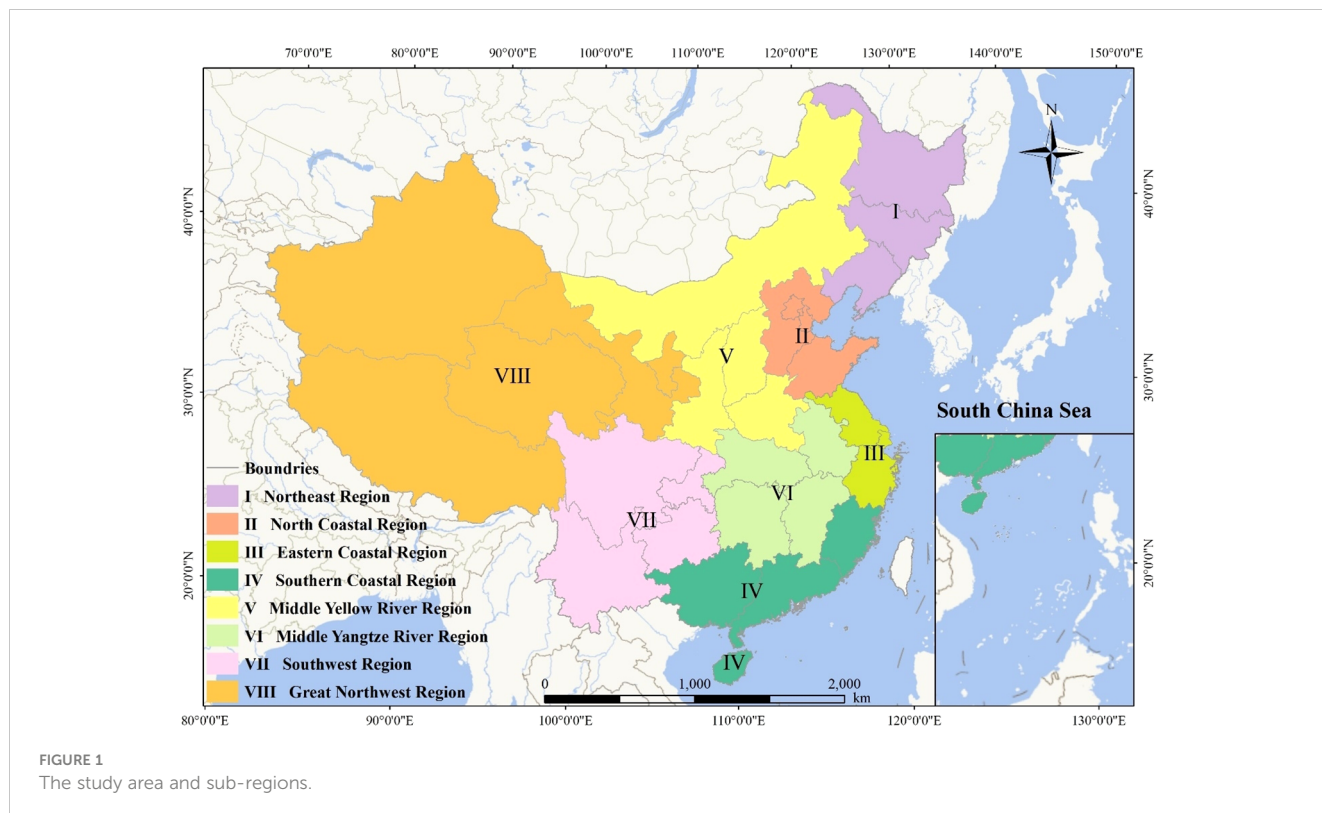 70°0'0"E 80°0'0"E 90°0'0"E 100°0'0"E 110°0'0"E 120°0'0"E 130°0'0"E 140°0'0"E 150°0'0"E
N
40°0'0"N
40°0'0"N
I
II
V
VIII
30°0'0"N
30°0'0"N
South China Sea
III
VI
VII
IV
IV
20°0'0"N
20°0'0"N
Boundries
I Northeast Region
II North Coastal Region
III Eastern Coastal Region
IV Southern Coastal Region
V Middle Yellow River Region
VI Middle Yangtze River Region
VII Southwest Region
VIII Great Northwest Region
0 1,000 2,000
km
80°0'0"E 90°0'0"E 100°0'0"E 110°0'0"E 120°0'0"E 130°0'0"E
FIGURE 1
The study area and sub-regions.